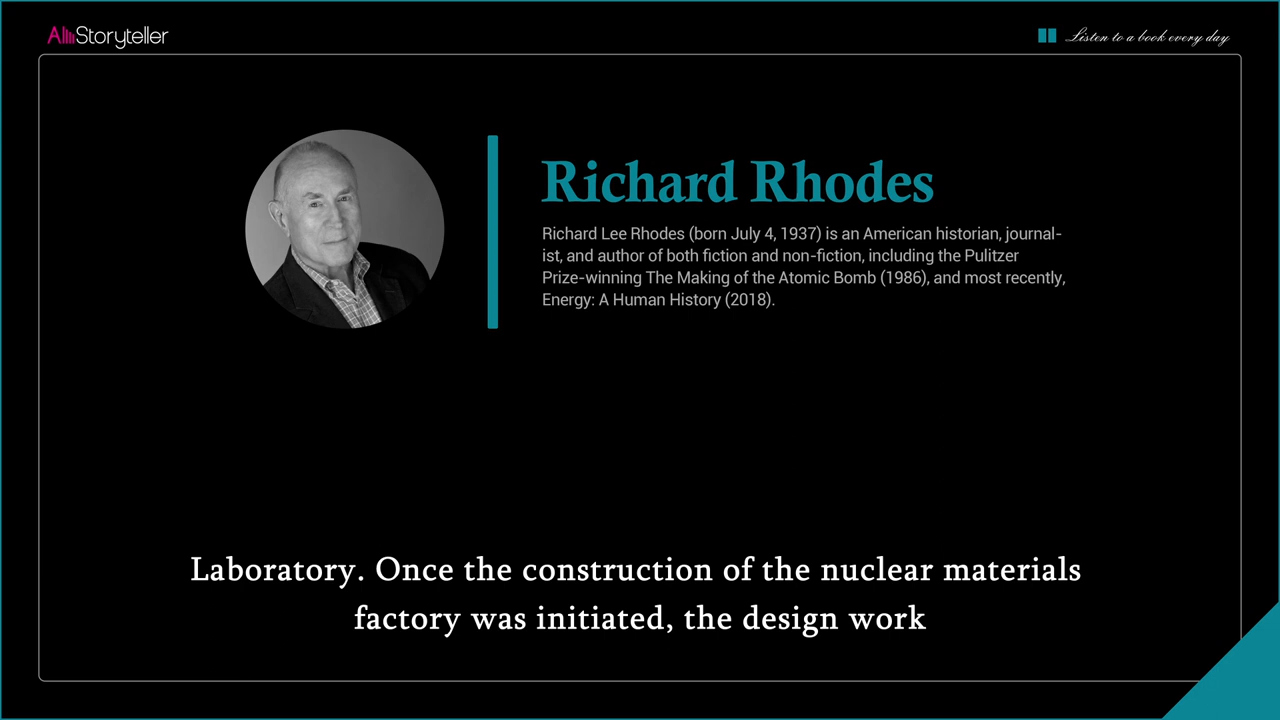 AllStoryteller
Listen to a book every day
Richard Rhodes
Richard Lee Rhodes (born July 4, 1937) is an American historian, journal-
ist, and author of both fiction and non-fiction, including the Pulitzer
Prize-winning The Making of the Atomic Bomb (1986), and most recently,
Energy: A Human History (2018).
Laboratory. Once the construction of the nuclear materials
factory was initiated, the design work